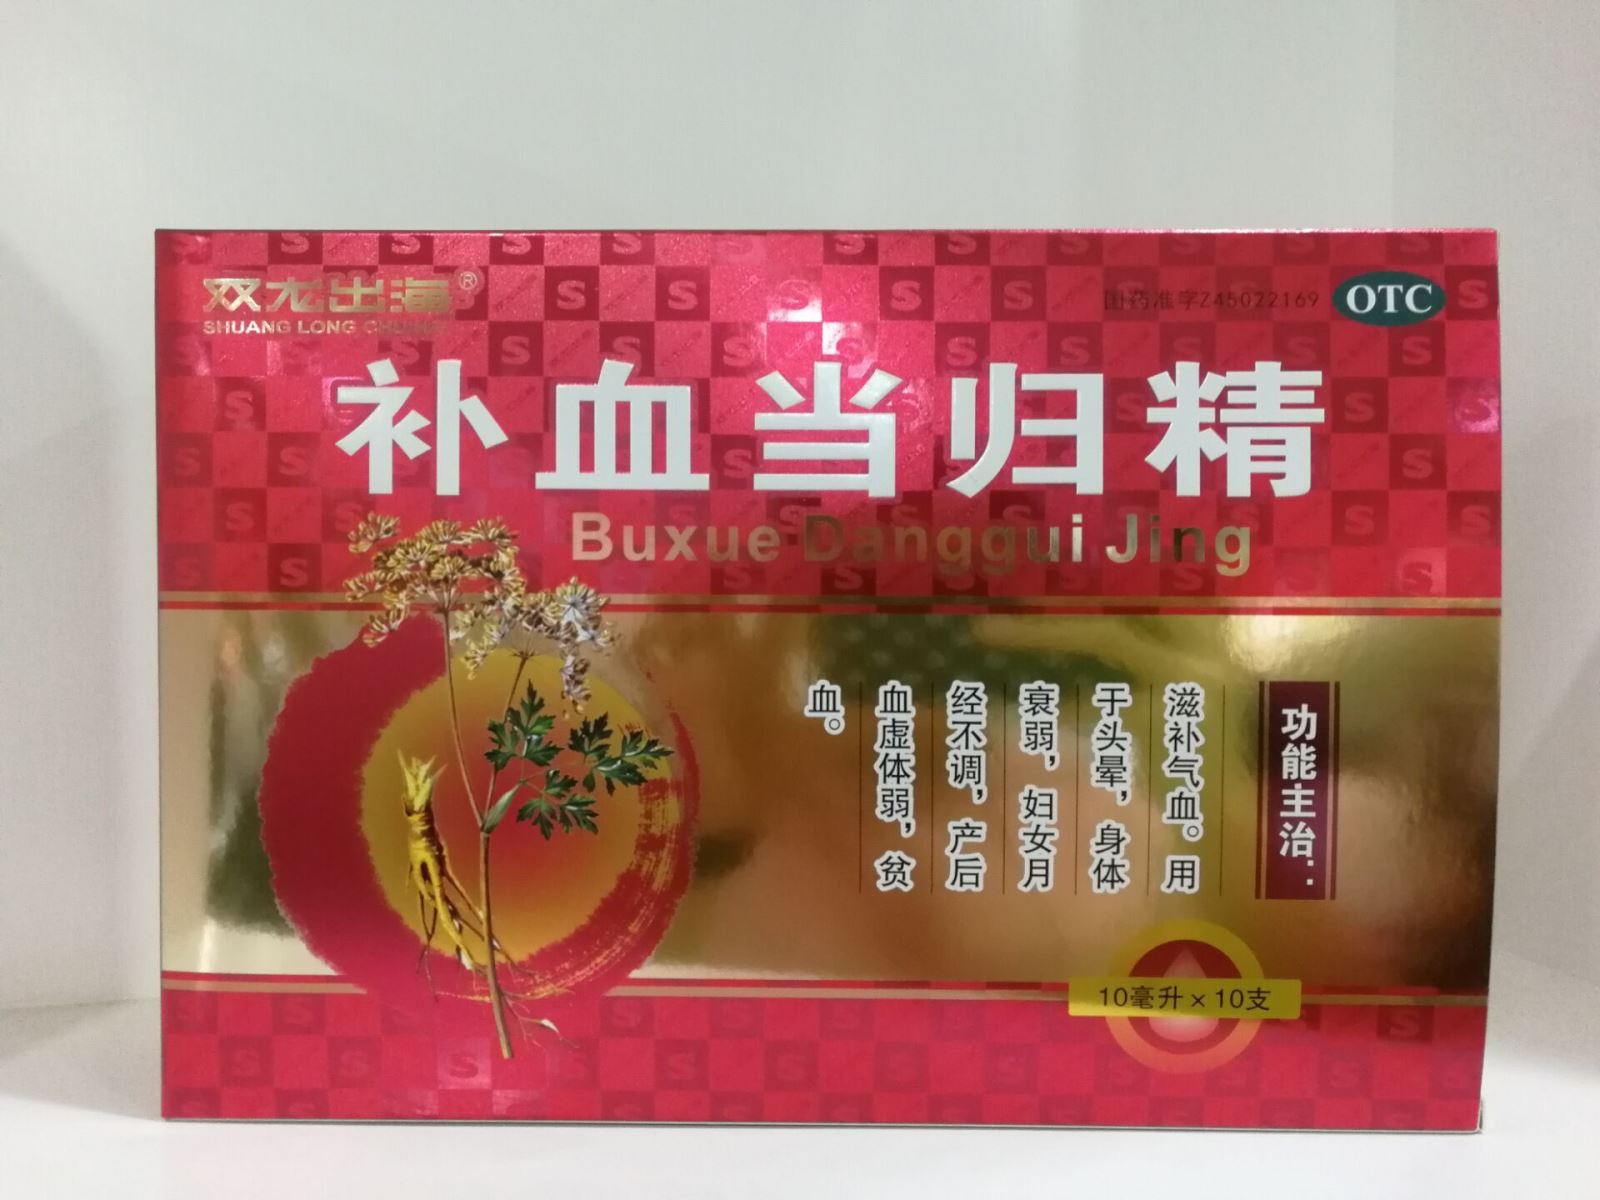 双龙出海®
SHUANG LONG CHU HAI
国药准字Z45022169
OTC
补血当归精
Buxue Danggui Jing
功能主治：
滋补气血。用
于头晕，身体
衰弱，妇女月
经不调，产后
血虚体弱，贫
血。
10毫升×10支